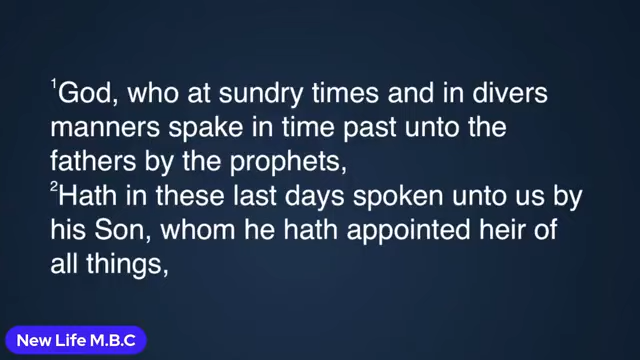 ¹God, who at sundry times and in divers
manners spake in time past unto the
fathers by the prophets,
²Hath in these last days spoken unto us by
his Son, whom he hath appointed heir of
all things,
New Life M.B.C